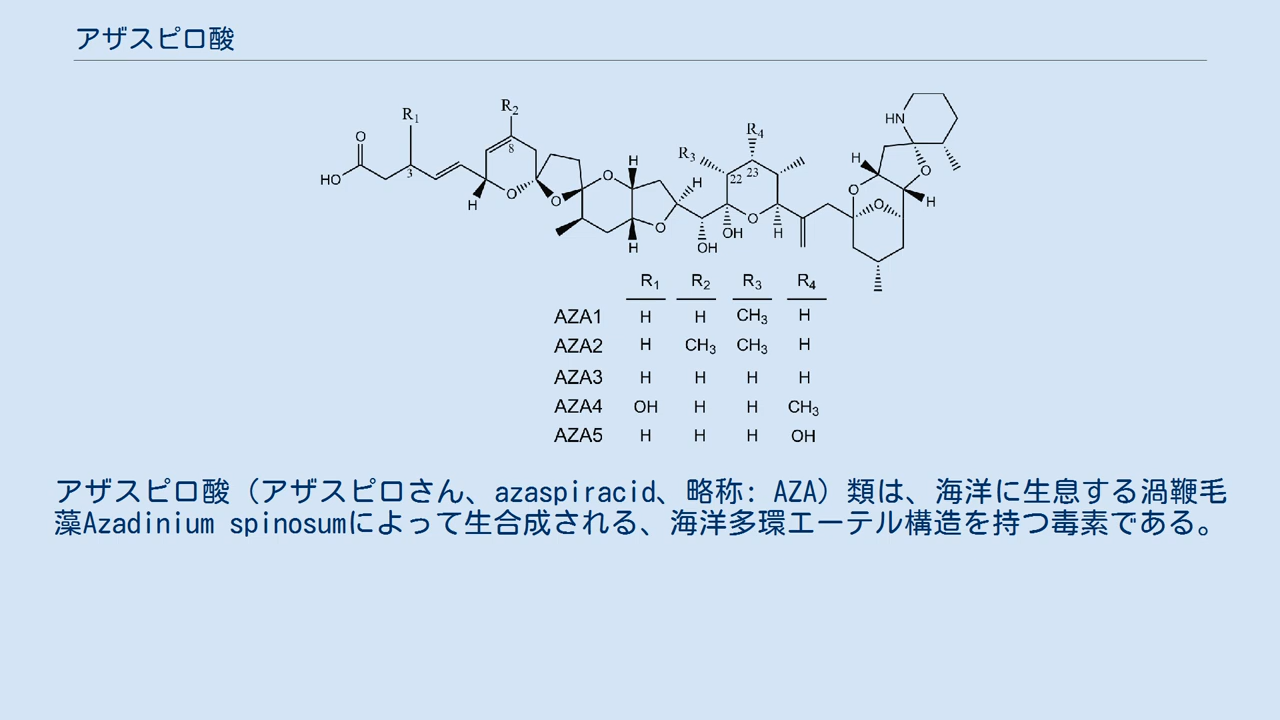 アザスピロ酸
R1
R2
R3
R4
O
HO
3
8
22
23
H
O
O
O
H
H
O
H
OH
OH
O
H
O
O
H
O
H
HN
R1 R2 R3 R4
AZA1 H H CH3 H
AZA2 H CH3 CH3 H
AZA3 H H H H
AZA4 OH H H CH3
AZA5 H H H OH
アザスピロ酸（アザスピロさん、azaspiracid、略称: AZA）類は、海洋に生息する渦鞭毛
藻Azadinium spinosumによって生合成される、海洋多環エーテル構造を持つ毒素である。